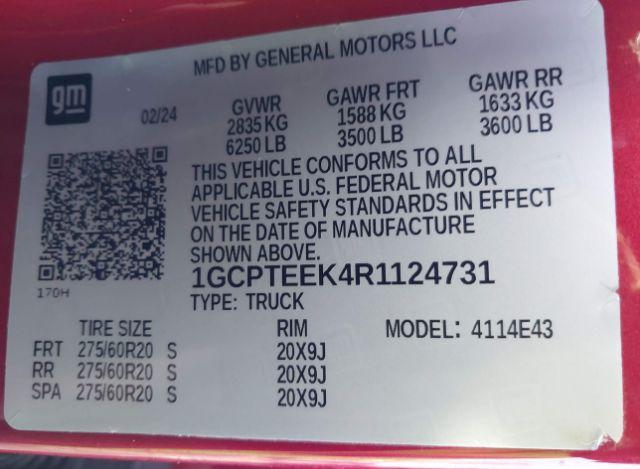 MFD BY GENERAL MOTORS LLC
gm
02/24
GVWR GAWR FRT GAWR RR
2835 KG 1588 KG 1633 KG
6250 LB 3500 LB 3600 LB
THIS VEHICLE CONFORMS TO ALL
APPLICABLE U.S. FEDERAL MOTOR
VEHICLE SAFETY STANDARDS IN EFFECT
ON THE DATE OF MANUFACTURE
SHOWN ABOVE.
170H
1GCPTEEK4R1124731
TYPE: TRUCK
TIRE SIZE RIM MODEL: 4114E43
FRT 275/60R20 S 20X9J
RR 275/60R20 S 20X9J
SPA 275/60R20 S 20X9J